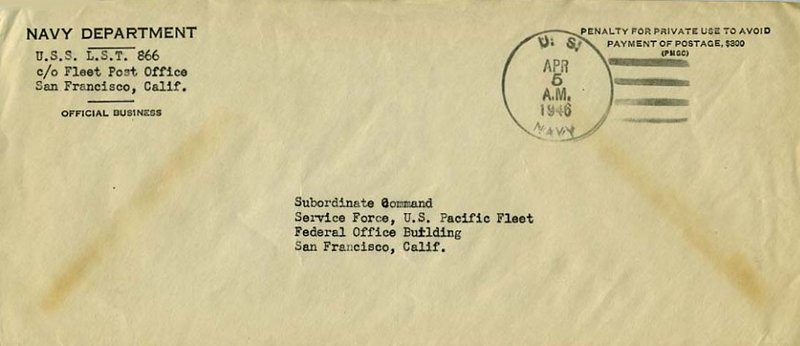 NAVY DEPARTMENT
U.S.S. L.S.T. 866
c/o Fleet Post Office
San Francisco, Calif.
OFFICIAL BUSINESS
U. S.
APR
5
A.M.
1946
NAVY
PENALTY FOR PRIVATE USE TO AVOID
PAYMENT OF POSTAGE, $300
(PMGC)
Subordinate Command
Service Force, U.S. Pacific Fleet
Federal Office Building
San Francisco, Calif.